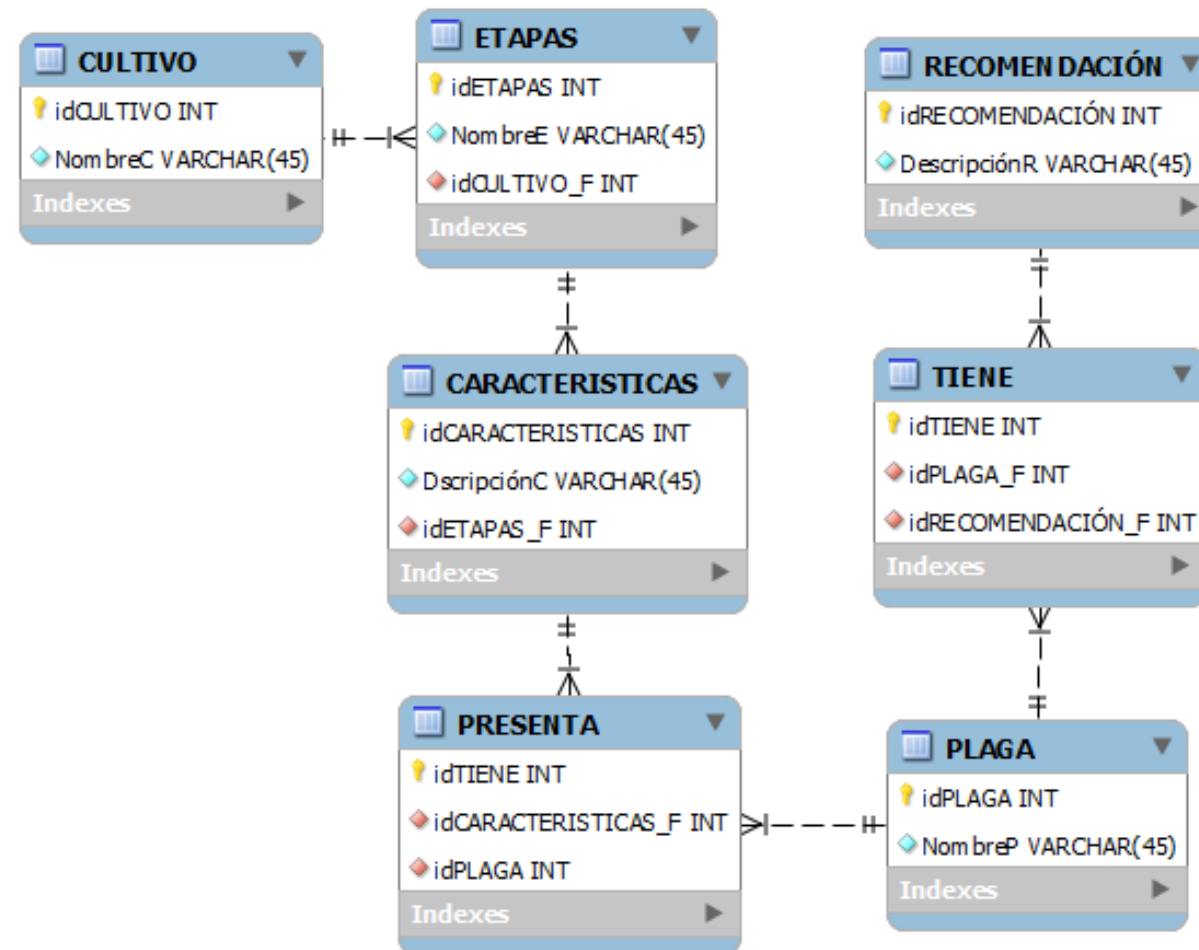 CULTIVO
idCULTIVO INT
NombreC VARCHAR(45)
Indexes
ETAPAS
idETAPAS INT
NombreE VARCHAR(45)
idCULTIVO_F INT
Indexes
RECOMENDACIÓN
idRECOMENDACIÓN INT
DescripciónR VARCHAR(45)
Indexes
CARACTERISTICAS
idCARACTERISTICAS INT
DscripciónC VARCHAR(45)
idETAPAS_F INT
Indexes
TIENE
idTIENE INT
idPLAGA_F INT
idRECOMENDACIÓN_F INT
Indexes
PRESENTA
idTIENE INT
idCARACTERISTICAS_F INT
idPLAGA INT
Indexes
PLAGA
idPLAGA INT
NombreP VARCHAR(45)
Indexes